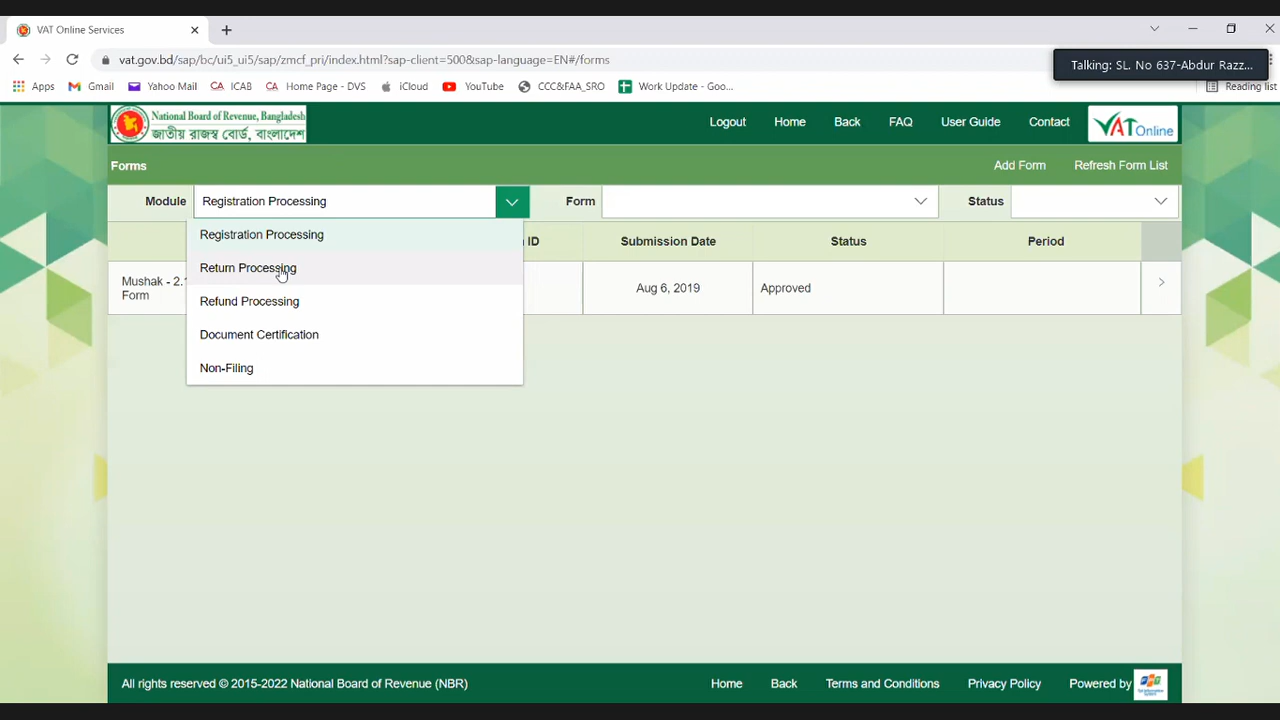 VAT Online Services
vat.gov.bd/sap/bc/ui5_ui5/sap/zmcf_pri/index.html?sap-client=500&sap-language=EN#/forms
Talking: SL. No 637-Abdur Razz...
Apps Gmail Yahoo Mail ICAB Home Page - DVS iCloud YouTube CCC&FAA_SRO Work Update - Goo... Reading list
National Board of Revenue, Bangladesh
জাতীয় রাজস্ব বোর্ড, বাংলাদেশ
Logout Home Back FAQ User Guide Contact VAT Online
Forms Add Form Refresh Form List
Module Registration Processing Form Status
Registration Processing
ID Submission Date Status Period
Return Processing
Mushak - 2.1
Form
Aug 6, 2019 Approved
Refund Processing
Document Certification
Non-Filing
All rights reserved © 2015-2022 National Board of Revenue (NBR) Home Back Terms and Conditions Privacy Policy Powered by FPT